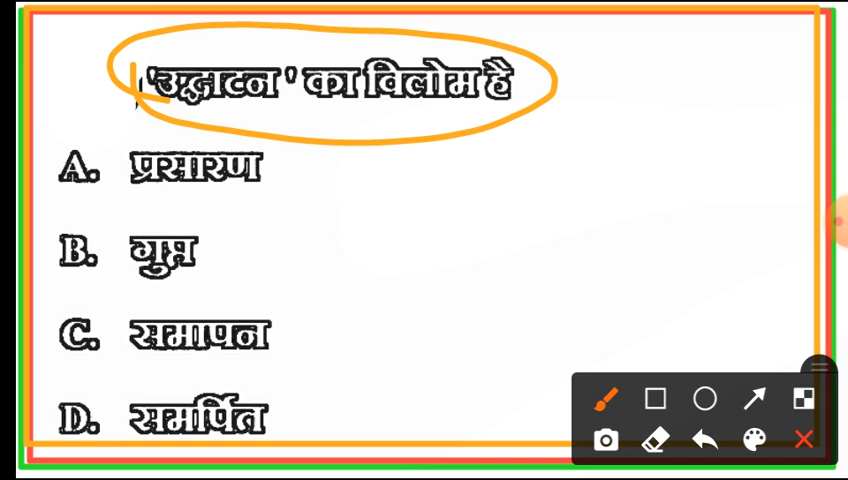 'उद्घाटन ' का विलोम है
A. प्रसारण
B. गुप्त
C. समापन
D. समर्पित